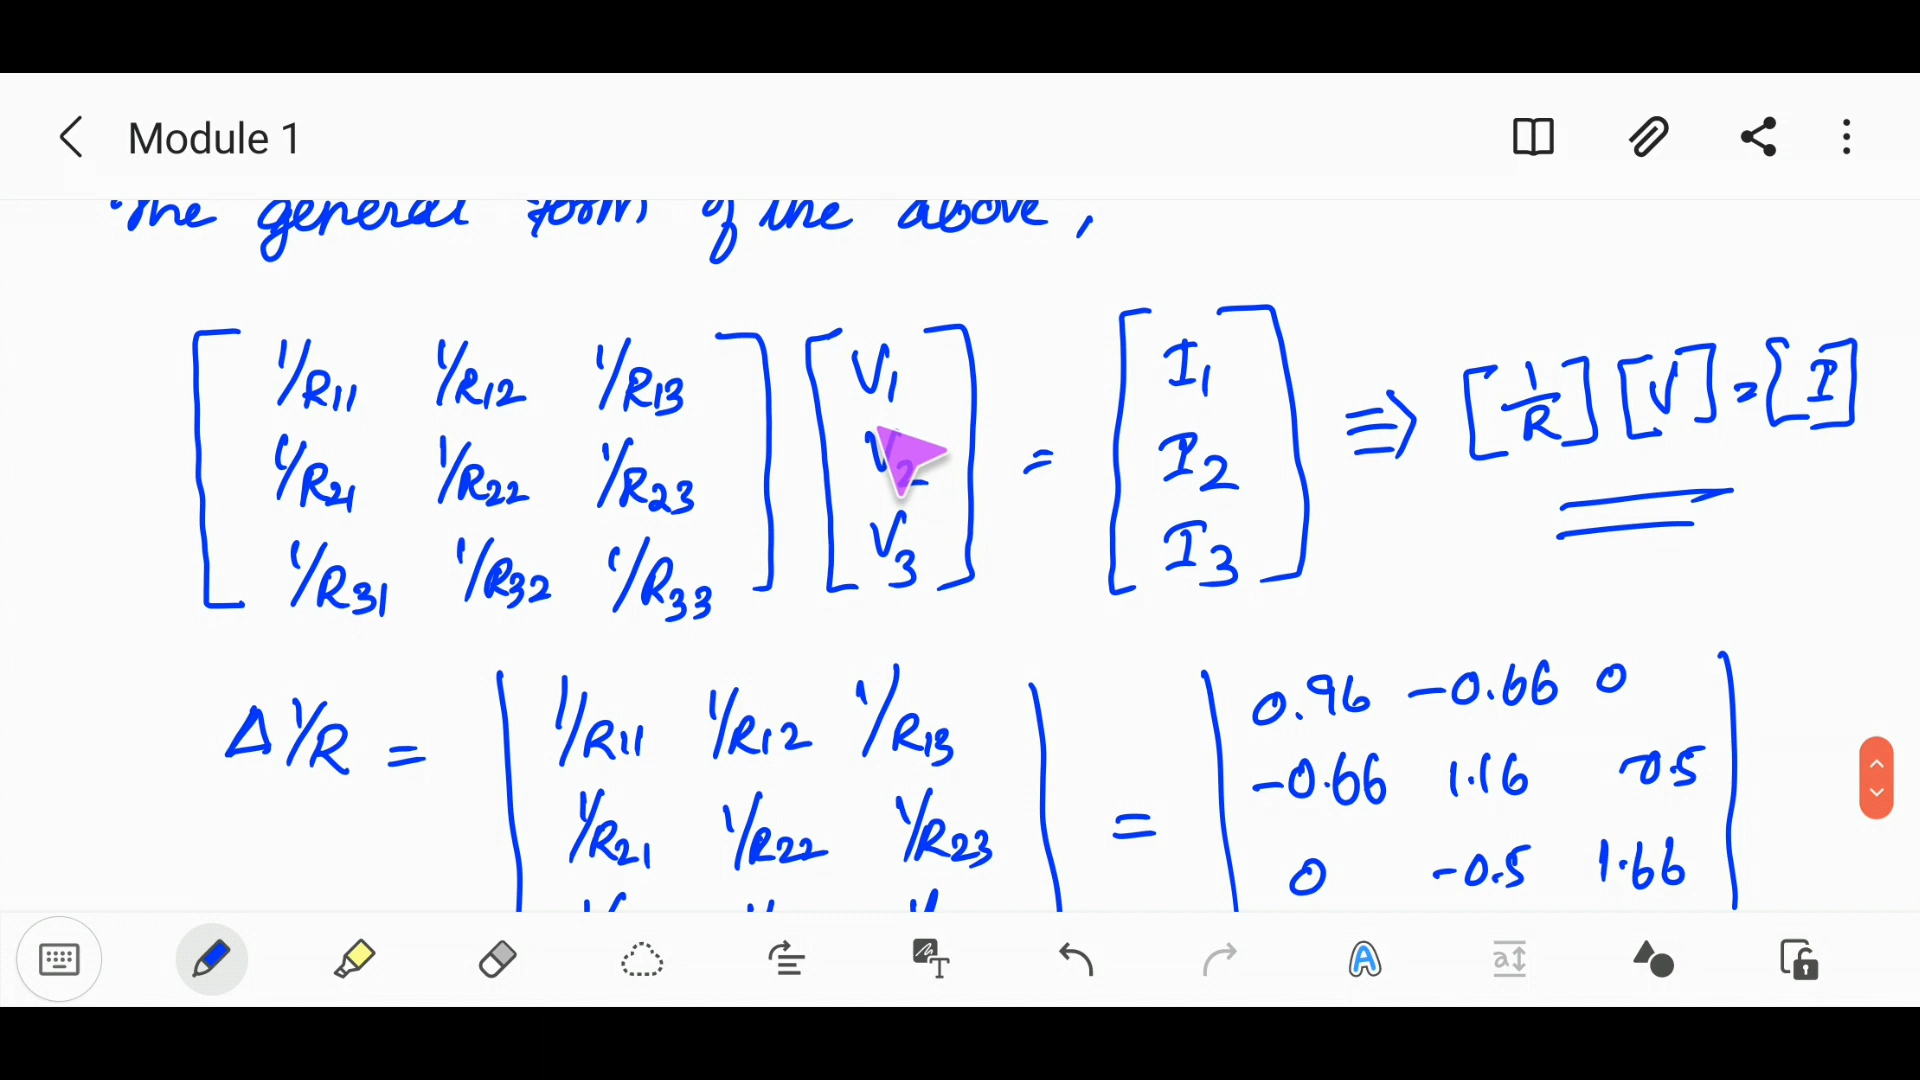 Module 1
The general form of the above,
[ 1/R11 1/R12 1/R13 ] [ V1 ] = [ I1 ] ⇒ [1/R] [V] = [I]
[ 1/R21 1/R22 1/R23 ] [ V2 ] [ I2 ]
[ 1/R31 1/R32 1/R33 ] [ V3 ] [ I3 ]
Δ1/R = | 1/R11 1/R12 1/R13 | = | 0.96 -0.66 0 |
| 1/R21 1/R22 1/R23 | | -0.66 1.16 -0.5 |
| 0 -0.5 1.66 |